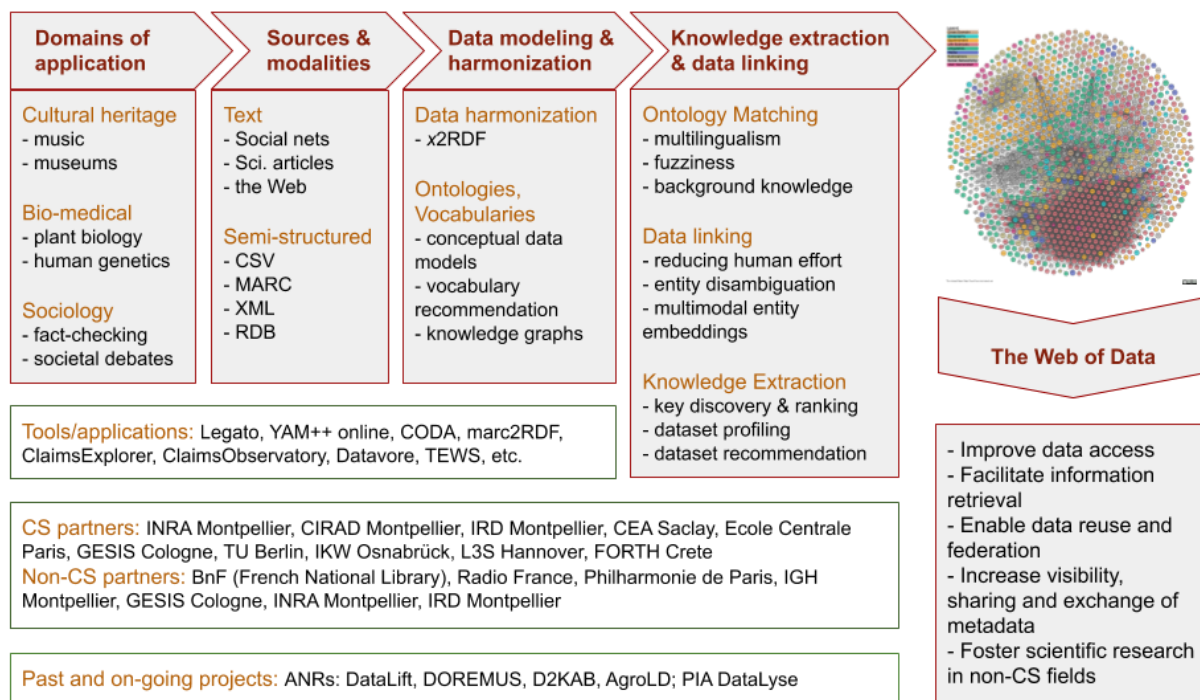 Domains of
application
Sources &
modalities
Data modeling &
harmonization
Knowledge extraction
& data linking
Cultural heritage
- music
- museums
Bio-medical
- plant biology
- human genetics
Sociology
- fact-checking
- societal debates
Text
- Social nets
- Sci. articles
- the Web
Semi-structured
- CSV
- MARC
- XML
- RDB
Data harmonization
- x2RDF
Ontologies,
Vocabularies
- conceptual data
models
- vocabulary
recommendation
- knowledge graphs
Ontology Matching
- multilingualism
- fuzziness
- background knowledge
Data linking
- reducing human effort
- entity disambiguation
- multimodal entity
embeddings
Knowledge Extraction
- key discovery & ranking
- dataset profiling
- dataset recommendation
The Web of Data
- Improve data access
- Facilitate information
retrieval
- Enable data reuse and
federation
- Increase visibility,
sharing and exchange of
metadata
- Foster scientific research
in non-CS fields
Tools/applications: Legato, YAM++ online, CODA, marc2RDF,
ClaimsExplorer, ClaimsObservatory, Datavore, TEWS, etc.
CS partners: INRA Montpellier, CIRAD Montpellier, IRD Montpellier, CEA Saclay, Ecole Centrale
Paris, GESIS Cologne, TU Berlin, IKW Osnabrück, L3S Hannover, FORTH Crete
Non-CS partners: BnF (French National Library), Radio France, Philharmonie de Paris, IGH
Montpellier, GESIS Cologne, INRA Montpellier, IRD Montpellier
Past and on-going projects: ANRs: DataLift, DOREMUS, D2KAB, AgroLD; PIA DataLyse